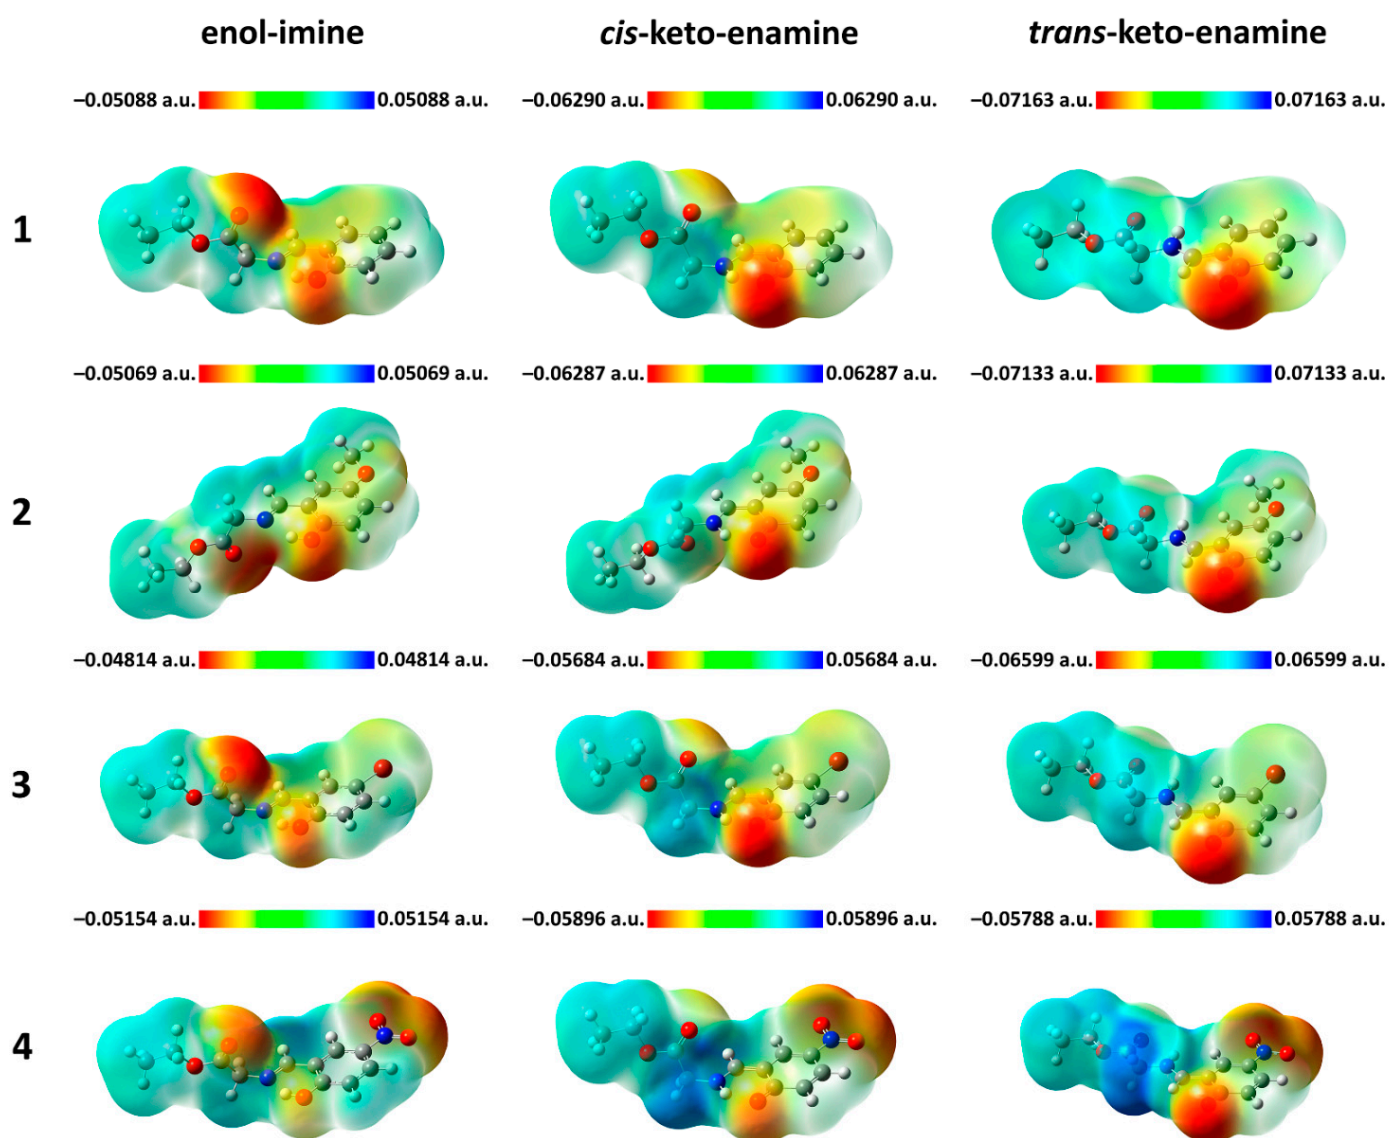 enol-imine cis-keto-enamine trans-keto-enamine
−0.05088 a.u. 0.05088 a.u. −0.06290 a.u. 0.06290 a.u. −0.07163 a.u. 0.07163 a.u.
1
−0.05069 a.u. 0.05069 a.u. −0.06287 a.u. 0.06287 a.u. −0.07133 a.u. 0.07133 a.u.
2
−0.04814 a.u. 0.04814 a.u. −0.05684 a.u. 0.05684 a.u. −0.06599 a.u. 0.06599 a.u.
3
−0.05154 a.u. 0.05154 a.u. −0.05896 a.u. 0.05896 a.u. −0.05788 a.u. 0.05788 a.u.
4